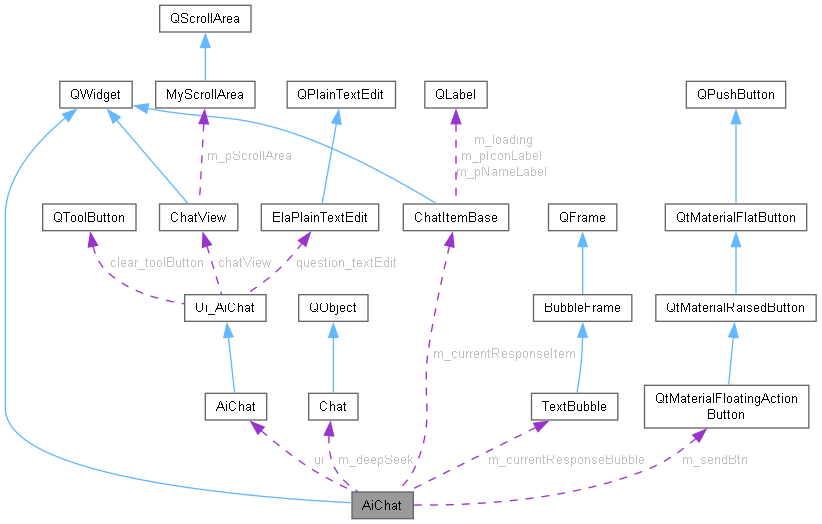 QScrollArea
QWidget
MyScrollArea
QPlainTextEdit
QLabel
QPushButton
m_pScrollArea
m_loading
m_pIconLabel
m_pNameLabel
QToolButton
ChatView
ElaPlainTextEdit
ChatItemBase
QFrame
QtMaterialFlatButton
clear_toolButton
chatView
question_textEdit
Ui_AiChat
QObject
BubbleFrame
QtMaterialRaisedButton
m_currentResponseItem
AiChat
Chat
TextBubble
QtMaterialFloatingAction
Button
ui
m_deepSeek
m_currentResponseBubble
m_sendBtn
AiChat